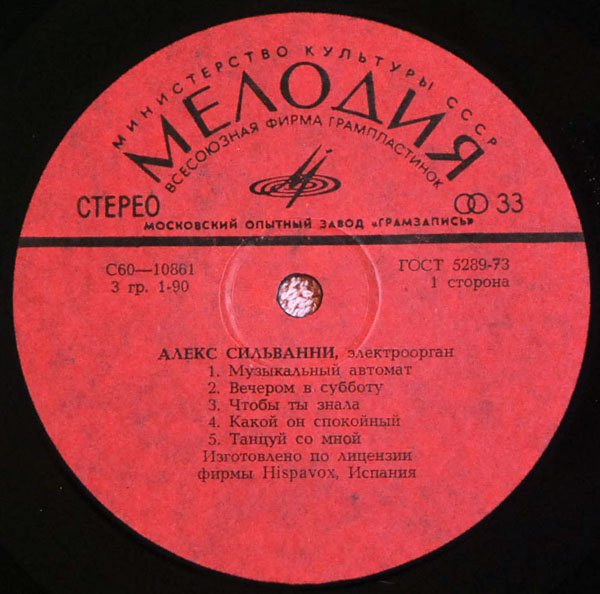 МИНИСТЕРСТВО КУЛЬТУРЫ СССР
МЕЛОДИЯ
ВСЕСОЮЗНАЯ ФИРМА ГРАМПЛАСТИНОК
СТЕРЕО 33
МОСКОВСКИЙ ОПЫТНЫЙ ЗАВОД «ГРАМЗАПИСЬ»
С60—10861 ГОСТ 5289-73
3 гр. 1-90 1 сторона
АЛЕКС СИЛЬВАННИ, электроорган
1. Музыкальный автомат
2. Вечером в субботу
3. Чтобы ты знала
4. Какой он спокойный
5. Танцуй со мной
Изготовлено по лицензии
фирмы Hispavox, Испания